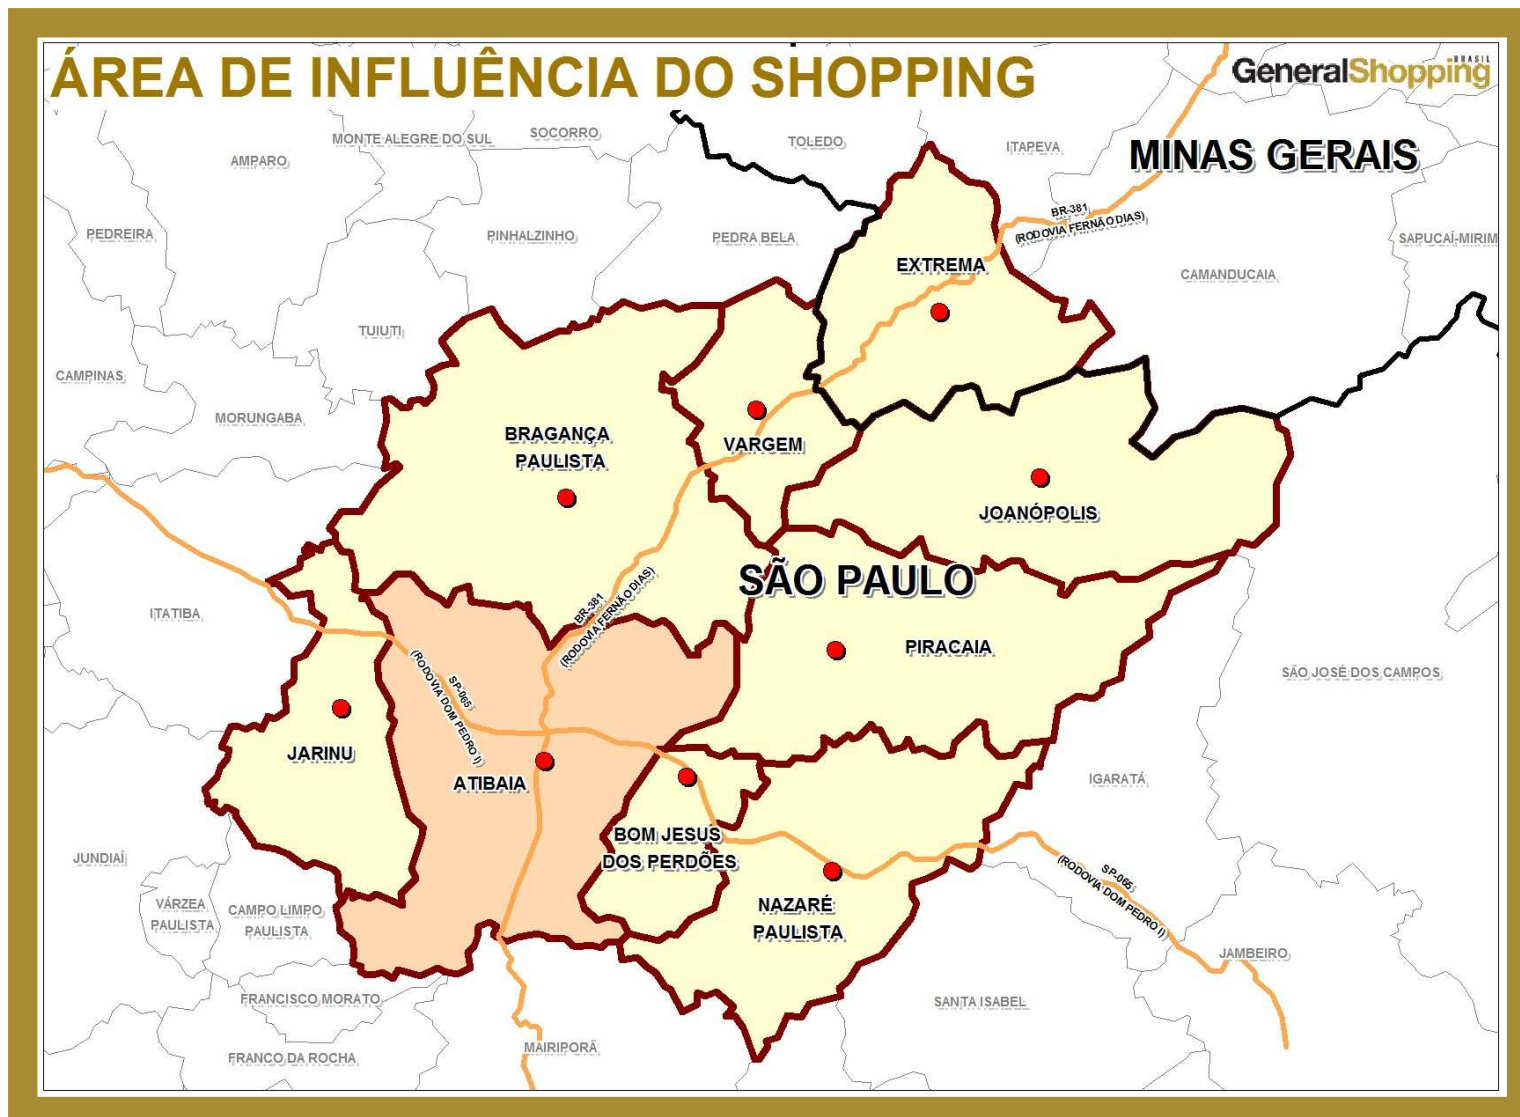 ÁREA DE INFLUÊNCIA DO SHOPPING
BRASIL
GeneralShopping
MONTE ALEGRE DO SUL
SOCORRO
TOLEDO
ITAPEVA
MINAS GERAIS
AMPARO
BR-381
(RODOVIA FERNÃO DIAS)
PEDREIRA
PINHALZINHO
PEDRA BELA
SAPUCAÍ-MIRIM
EXTREMA
CAMANDUCAIA
TUIUTI
CAMPINAS
MORUNGABA
BRAGANÇA
PAULISTA
VARGEM
JOANÓPOLIS
SÃO PAULO
BR-381
(RODOVIA FERNÃO DIAS)
ITATIBA
PIRACAIA
SÃO JOSÉ DOS CAMPOS
SP-065
(RODOVIA DOM PEDRO I)
JARINU
ATIBAIA
IGARATÁ
BOM JESUS
DOS PERDÕES
JUNDIAÍ
SP-065
(RODOVIA DOM PEDRO I)
VÁRZEA
PAULISTA
CAMPO LIMPO
PAULISTA
NAZARÉ
PAULISTA
JAMBEIRO
FRANCISCO MORATO
SANTA ISABEL
MAIRIPORÃ
FRANCO DA ROCHA